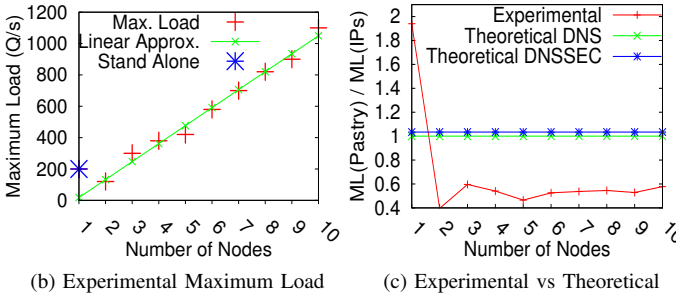 Maximum Load (Q/s)
1200
1000
800
600
400
200
0
Max. Load
Linear Approx.
Stand Alone
1 2 3 4 5 6 7 8 9 10
Number of Nodes
(b) Experimental Maximum Load
ML(Pastry) / ML(IPs)
2
1.8
1.6
1.4
1.2
1
0.8
0.6
0.4
Experimental
Theoretical DNS
Theoretical DNSSEC
1 2 3 4 5 6 7 8 9 10
Number of Nodes
(c) Experimental vs Theoretical